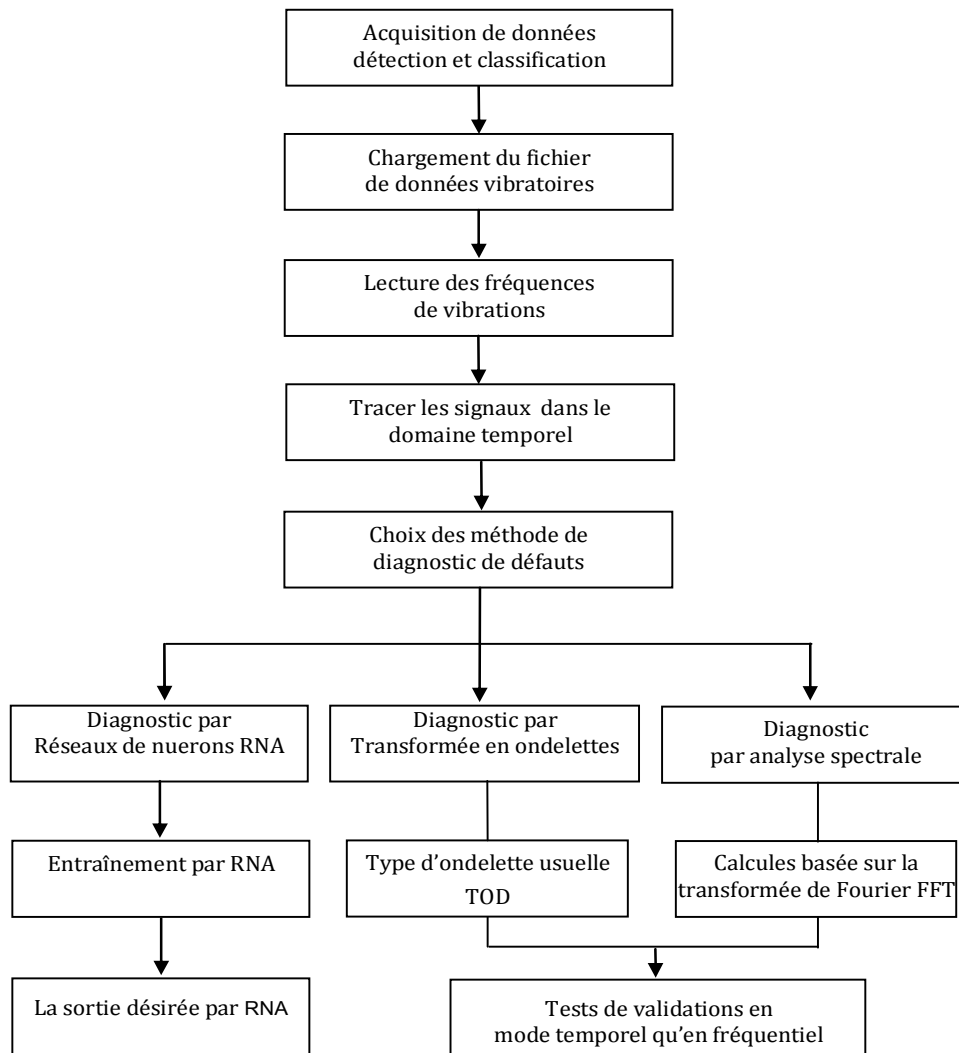 Acquisition de données
détection et classification
Chargement du fichier
de données vibratoires
Lecture des fréquences
de vibrations
Tracer les signaux dans le
domaine temporel
Choix des méthode de
diagnostic de défauts
Diagnostic par
Réseaux de nuerons RNA
Diagnostic par
Transformée en ondelettes
Diagnostic
par analyse spectrale
Entraînement par RNA
Type d’ondelette usuelle
TOD
Calcules basée sur la
transformée de Fourier FFT
La sortie désirée par RNA
Tests de validations en
mode temporel qu’en fréquentiel